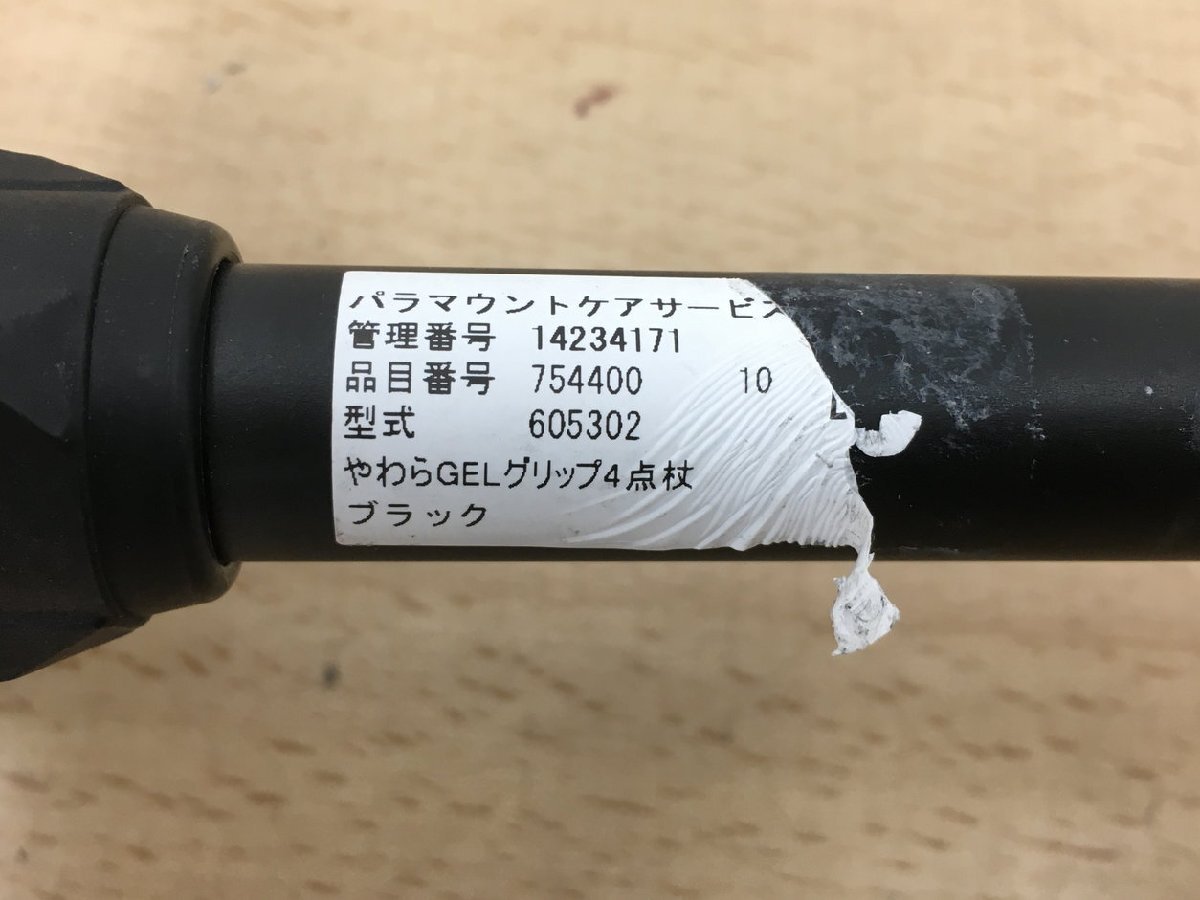 パラマウントケアサービス
管理番号 14234171
品目番号 754400 10
型式 605302
やわらGELグリップ4点杖
ブラック